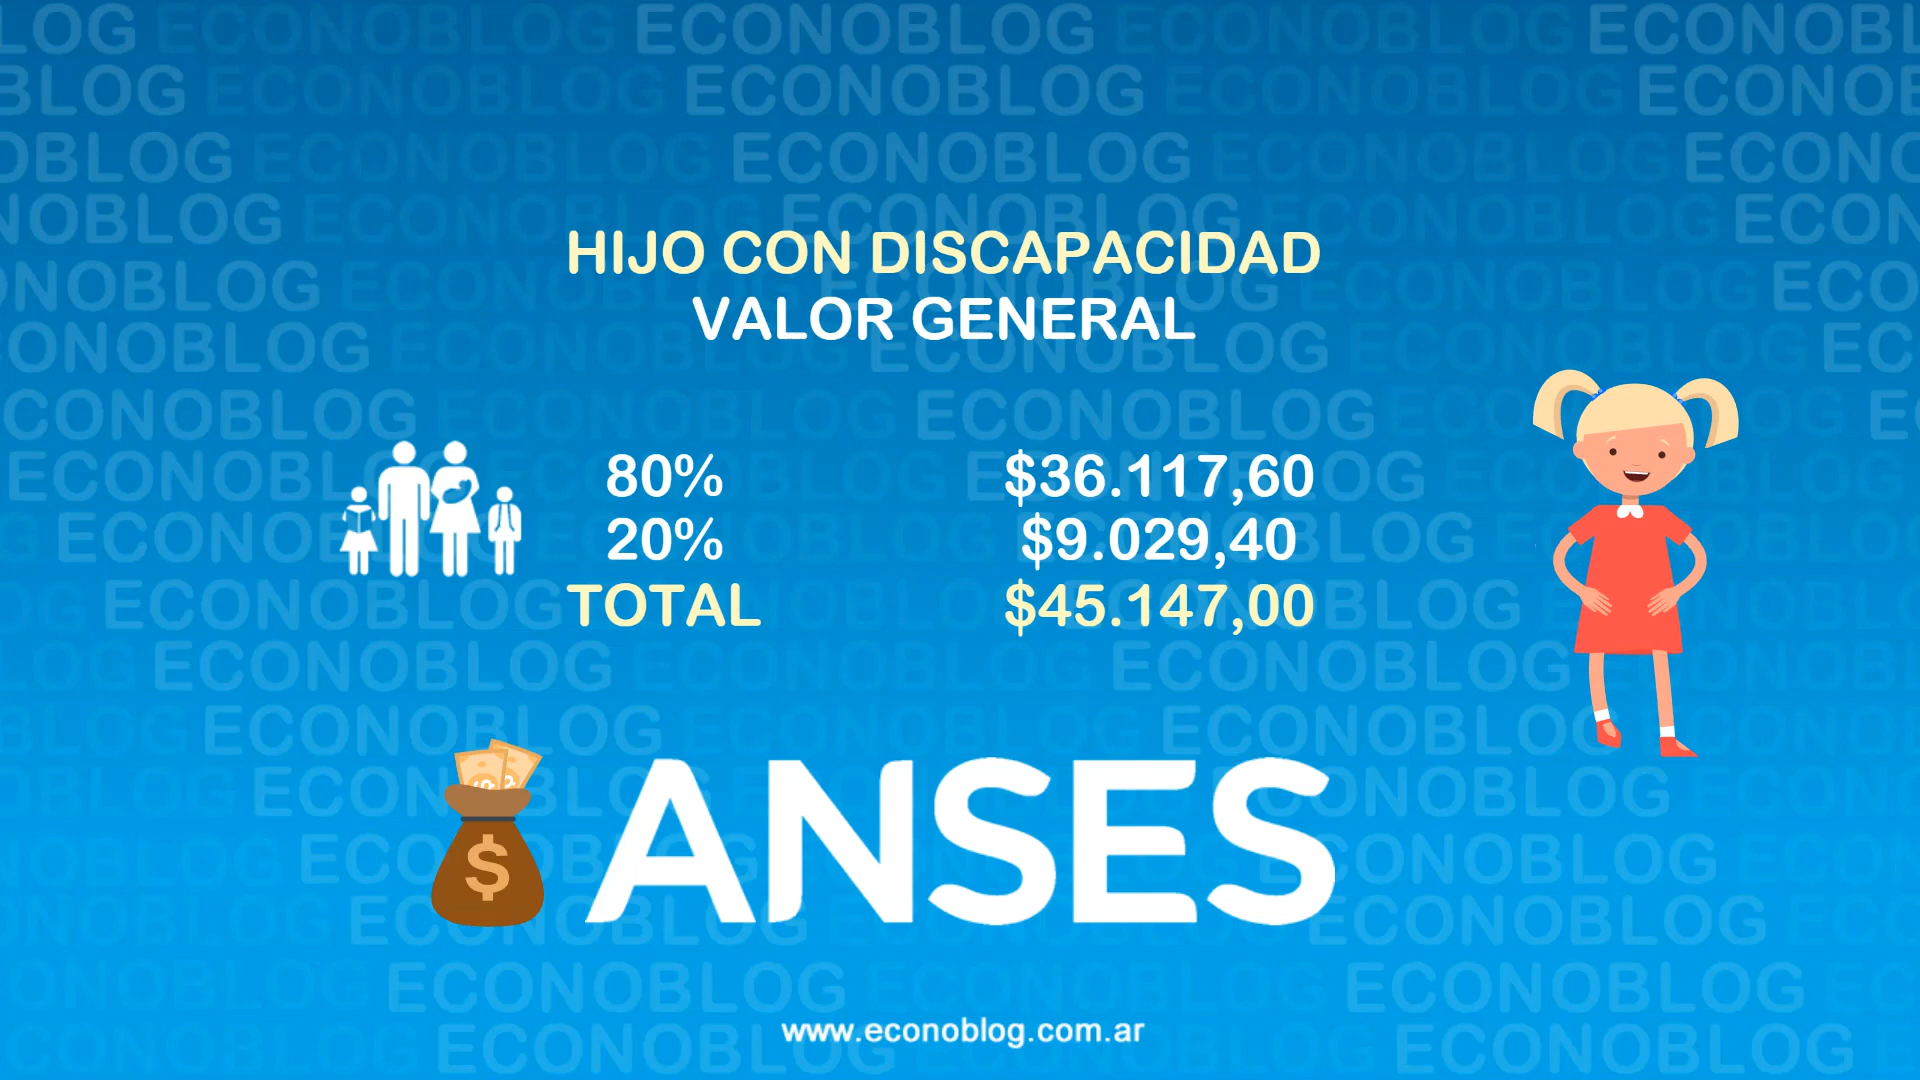 HIJO CON DISCAPACIDAD
VALOR GENERAL
80% $36.117,60
20% $9.029,40
TOTAL $45.147,00
$ ANSES
www.econoblog.com.ar
ECONOBLOG